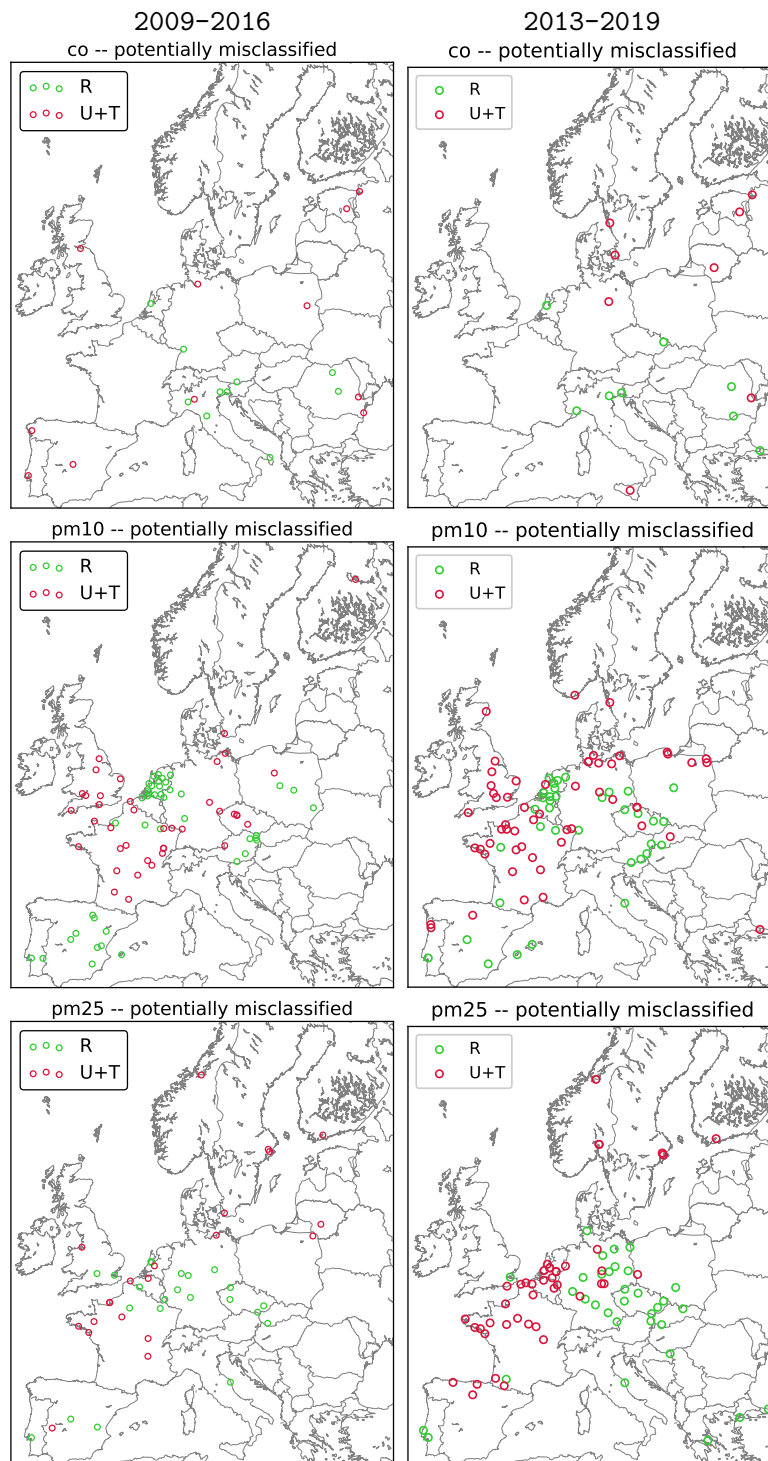 2009−2016 2013−2019
co -- potentially misclassified co -- potentially misclassified
R R
U+T U+T
pm10 -- potentially misclassified pm10 -- potentially misclassified
R R
U+T U+T
pm25 -- potentially misclassified pm25 -- potentially misclassified
R R
U+T U+T